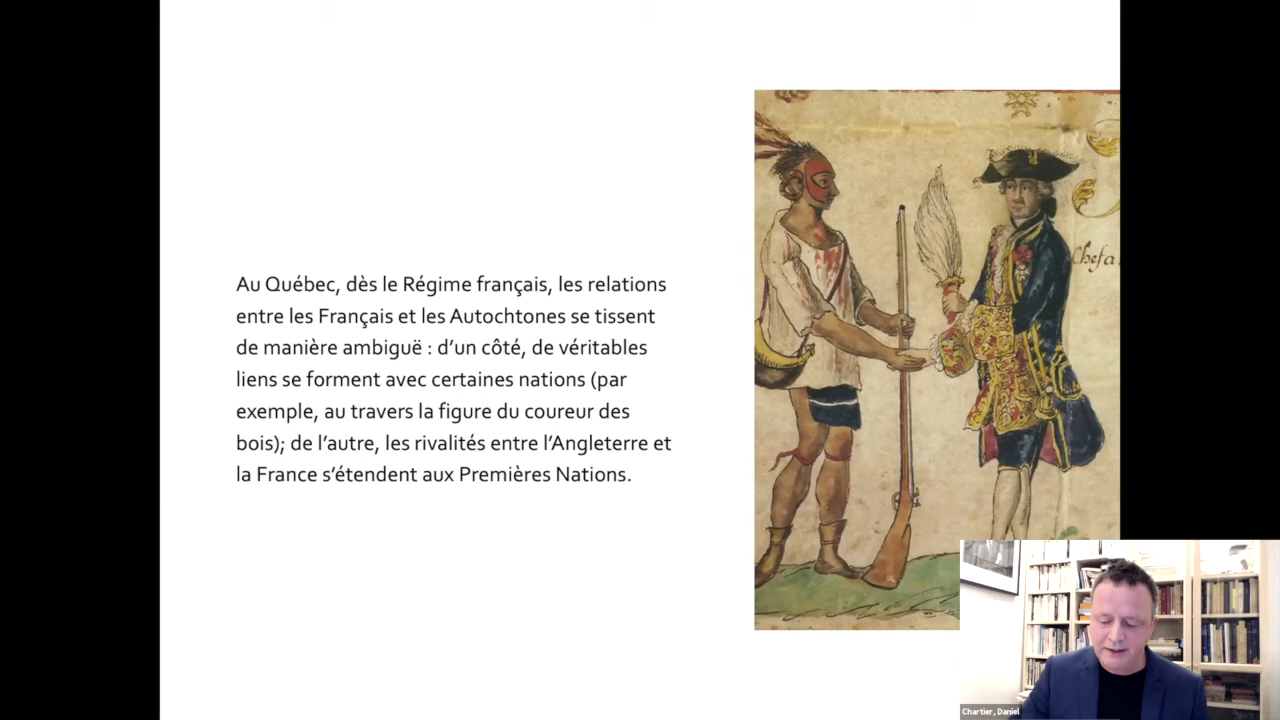 Au Québec, dès le Régime français, les relations
entre les Français et les Autochtones se tissent
de manière ambiguë : d’un côté, de véritables
liens se forment avec certaines nations (par
exemple, au travers la figure du coureur des
bois); de l’autre, les rivalités entre l’Angleterre et
la France s’étendent aux Premières Nations.
Chartier, Daniel